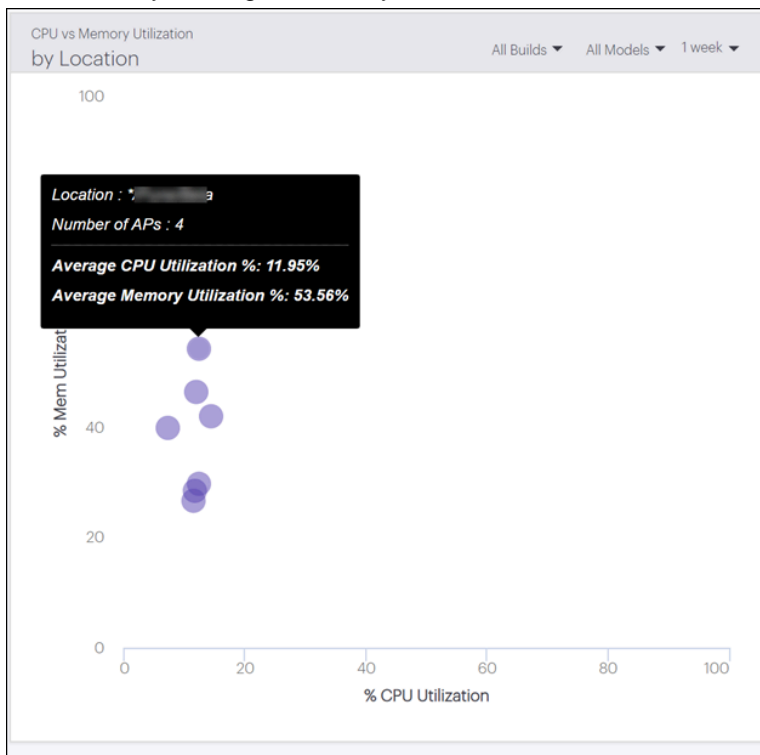 CPU vs Memory Utilization
by Location
All Builds
All Models
1 week
100
Location : "
a
Number of APs : 4
Average CPU Utilization %: 11.95%
Average Memory Utilization %: 53.56%
% Mem Utilizat
40
20
0
0 20 40 60 80 100
% CPU Utilization